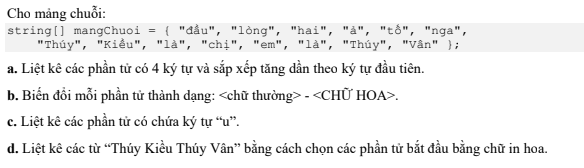 Cho mảng chuỗi:
string[] mangChuoi = { "đầu", "lòng", "hai", "ả", "tố", "nga",
"Thúy", "Kiều", "là", "chị", "em", "là", "Thúy", "Vân" };
a. Liệt kê các phần tử có 4 ký tự và sắp xếp tăng dần theo ký tự đầu tiên.
b. Biến đổi mỗi phần tử thành dạng: <chữ thường> - <CHỮ HOA>.
c. Liệt kê các phần tử có chứa ký tự “u”.
d. Liệt kê các từ “Thúy Kiều Thúy Vân” bằng cách chọn các phần tử bắt đầu bằng chữ in hoa.